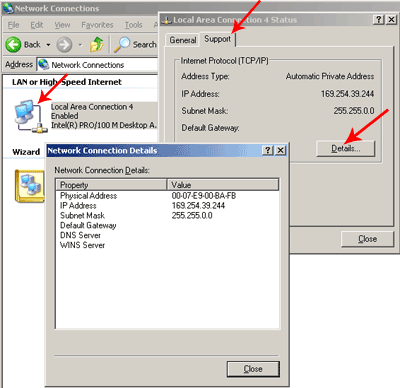 Network Connections
File Edit View Favorites Tools
Back Search
Address Network Connections
LAN or High-Speed Internet
Local Area Connection 4
Enabled
Intel(R) PRO/100 M Desktop A...
Wizard
Local Area Connection 4 Status
General Support
Internet Protocol (TCP/IP)
Address Type: Automatic Private Address
IP Address: 169.254.39.244
Subnet Mask: 255.255.0.0
Default Gateway:
Details...
Close
Network Connection Details
Network Connection Details:
Property Value
Physical Address 00-07-E9-00-BA-FB
IP Address 169.254.39.244
Subnet Mask 255.255.0.0
Default Gateway
DNS Server
WINS Server
Close